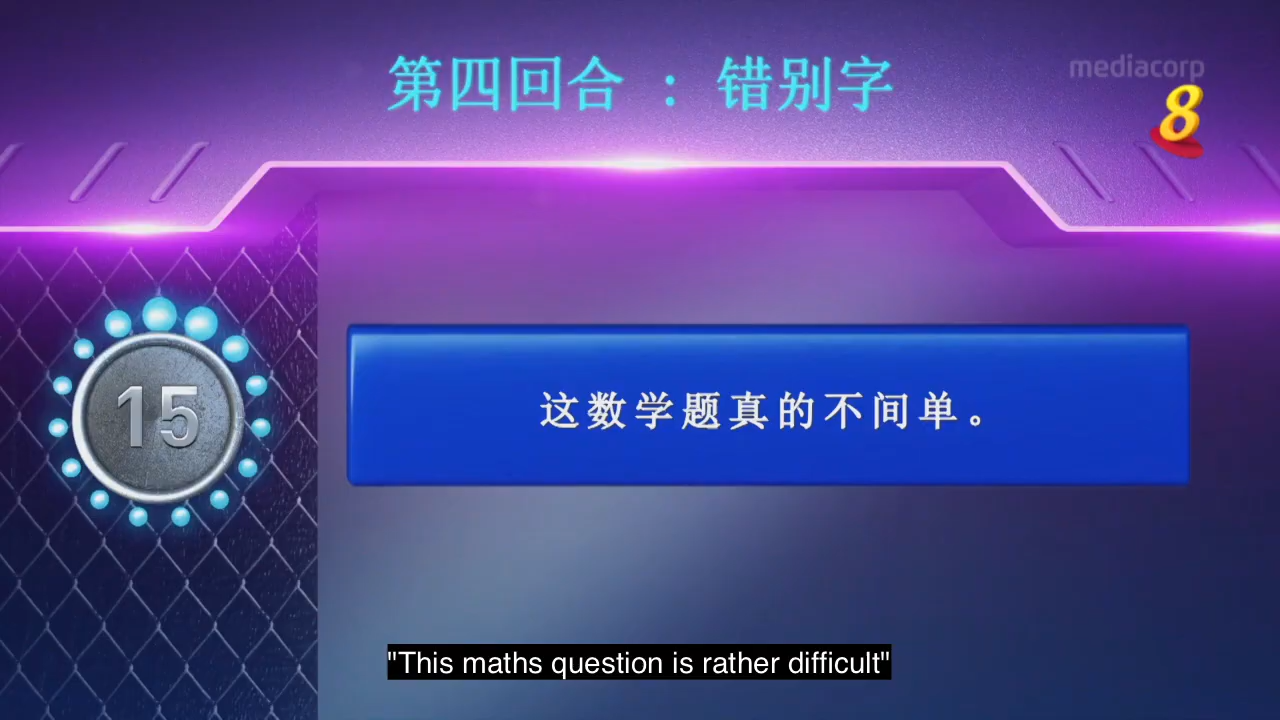 第四回合：错别字
mediacorp
8
15
这数学题真的不间单。
"This maths question is rather difficult"